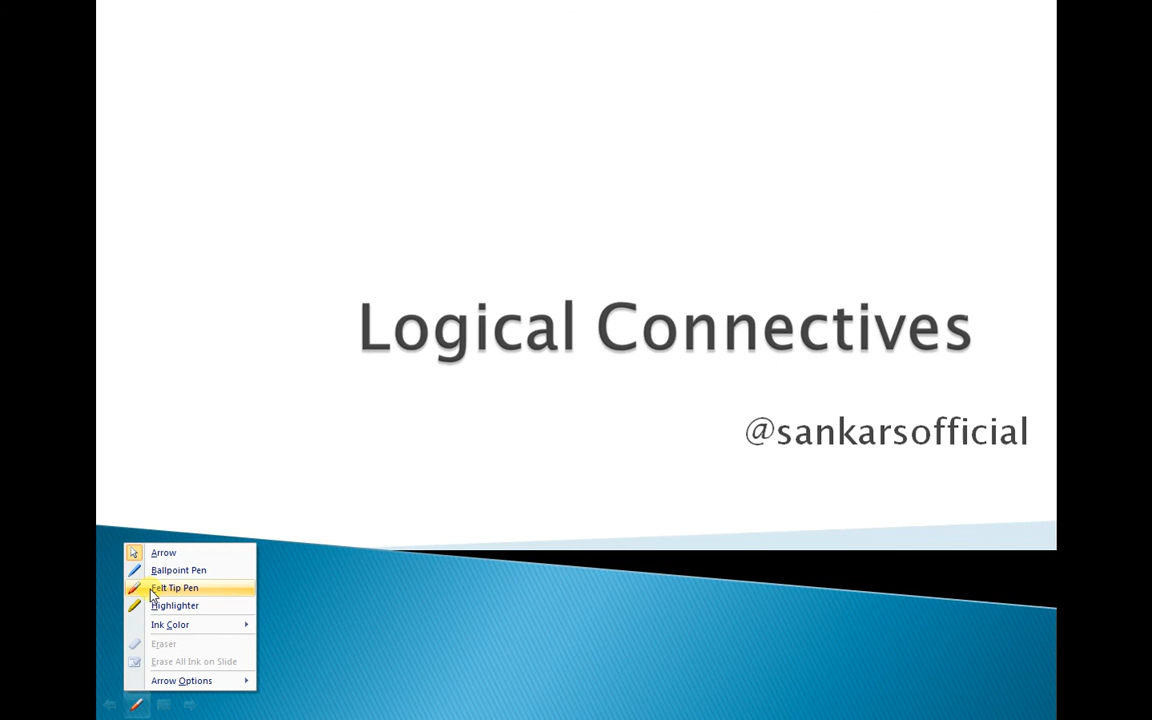 Logical Connectives
@sankarsofficial
Arrow
Ballpoint Pen
Felt Tip Pen
Highlighter
Ink Color
Eraser
Erase All Ink on Slide
Arrow Options